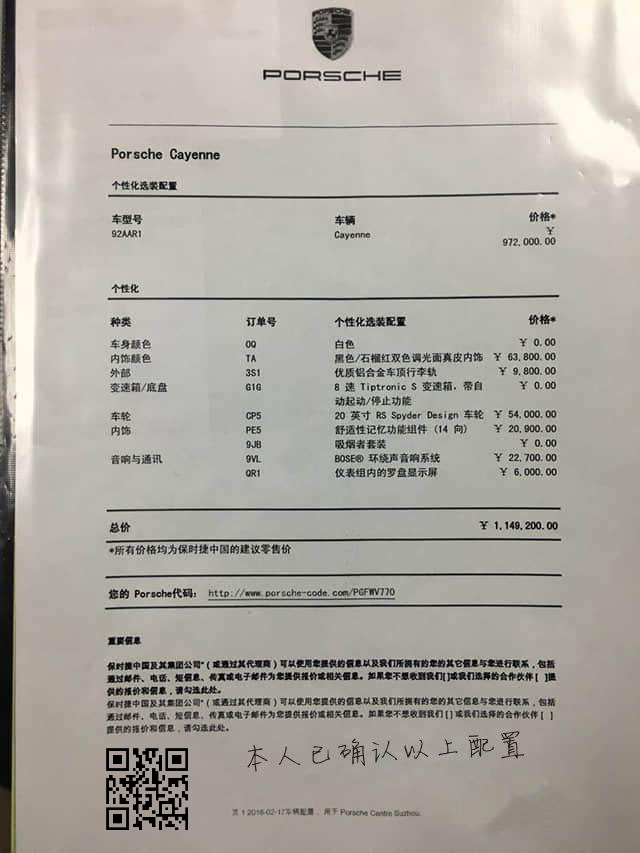 PORSCHE
Porsche Cayenne
个性化选装配置
车型号 车辆 价格*
92AAR1 Cayenne ￥
972,000.00
个性化
种类 订单号 个性化选装配置 价格*
车身颜色 0Q 白色 ￥ 0.00
内饰颜色 TA 黑色/石榴红双色调光面真皮内饰 ￥ 63,800.00
外部 3S1 优质铝合金车顶行李轨 ￥ 9,800.00
变速箱/底盘 G1G 8 速 Tiptronic S 变速箱，带自 ￥ 0.00
动起动/停止功能
车轮 CP5 20 英寸 RS Spyder Design 车轮 ￥ 54,000.00
内饰 PE5 舒适性记忆功能组件 (14 向) ￥ 20,900.00
9JB 吸烟者套装 ￥ 0.00
音响与通讯 9VL BOSE® 环绕声音响系统 ￥ 22,700.00
QR1 仪表组内的罗盘显示屏 ￥ 6,000.00
总价 ￥ 1,149,200.00
*所有价格均为保时捷中国的建议零售价
您的 Porsche代码： http://www.porsche-code.com/PGFWV770
重要信息
保时捷中国及其集团公司*（或通过其代理商）可以使用您提供的信息以及我们所拥有的您的其它信息与您进行联系，包括
通过邮件、电话、短信息、传真或电子邮件为您提供报价或相关信息。如果您不想收到我们[]或我们选择的合作伙伴 [ ]提
供的报价和信息，请勾选此处。
保时捷中国及其集团公司*（或通过其代理商）可以使用您提供的信息以及我们所拥有的您的其它信息与您进行联系，包括
通过邮件、电话、短信息、传真或电子邮件为您提供报价或相关信息。如果您不想收到我们 [] 或我们选择的合作伙伴 [ ]
提供的报价和信息，请勾选此处。
本人已确认以上配置
页 1 2016-02-17车辆配置 ，用于 Porsche Centre Suzhou.